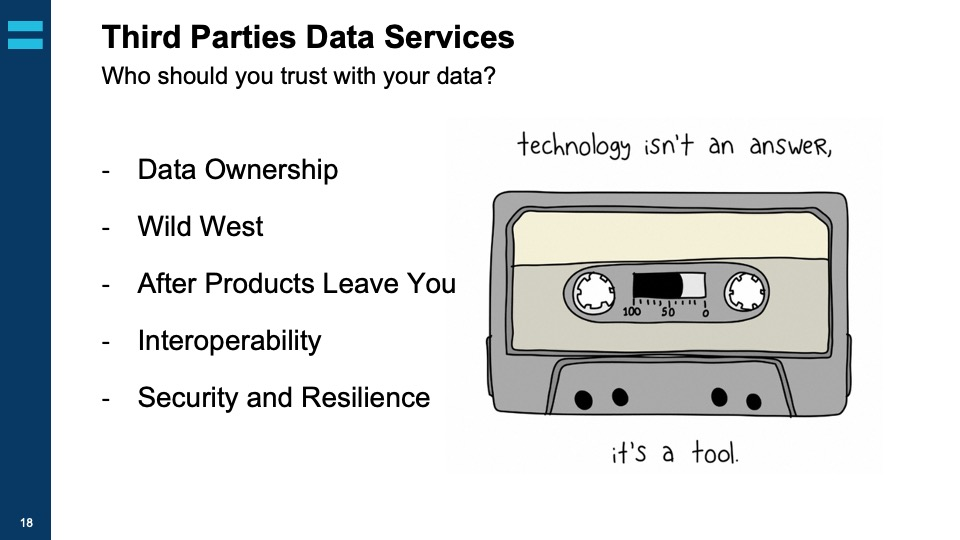 Third Parties Data Services
Who should you trust with your data?
- Data Ownership
- Wild West
- After Products Leave You
- Interoperability
- Security and Resilience
technology isn't an answer,
100 50 0
it's a tool.
18